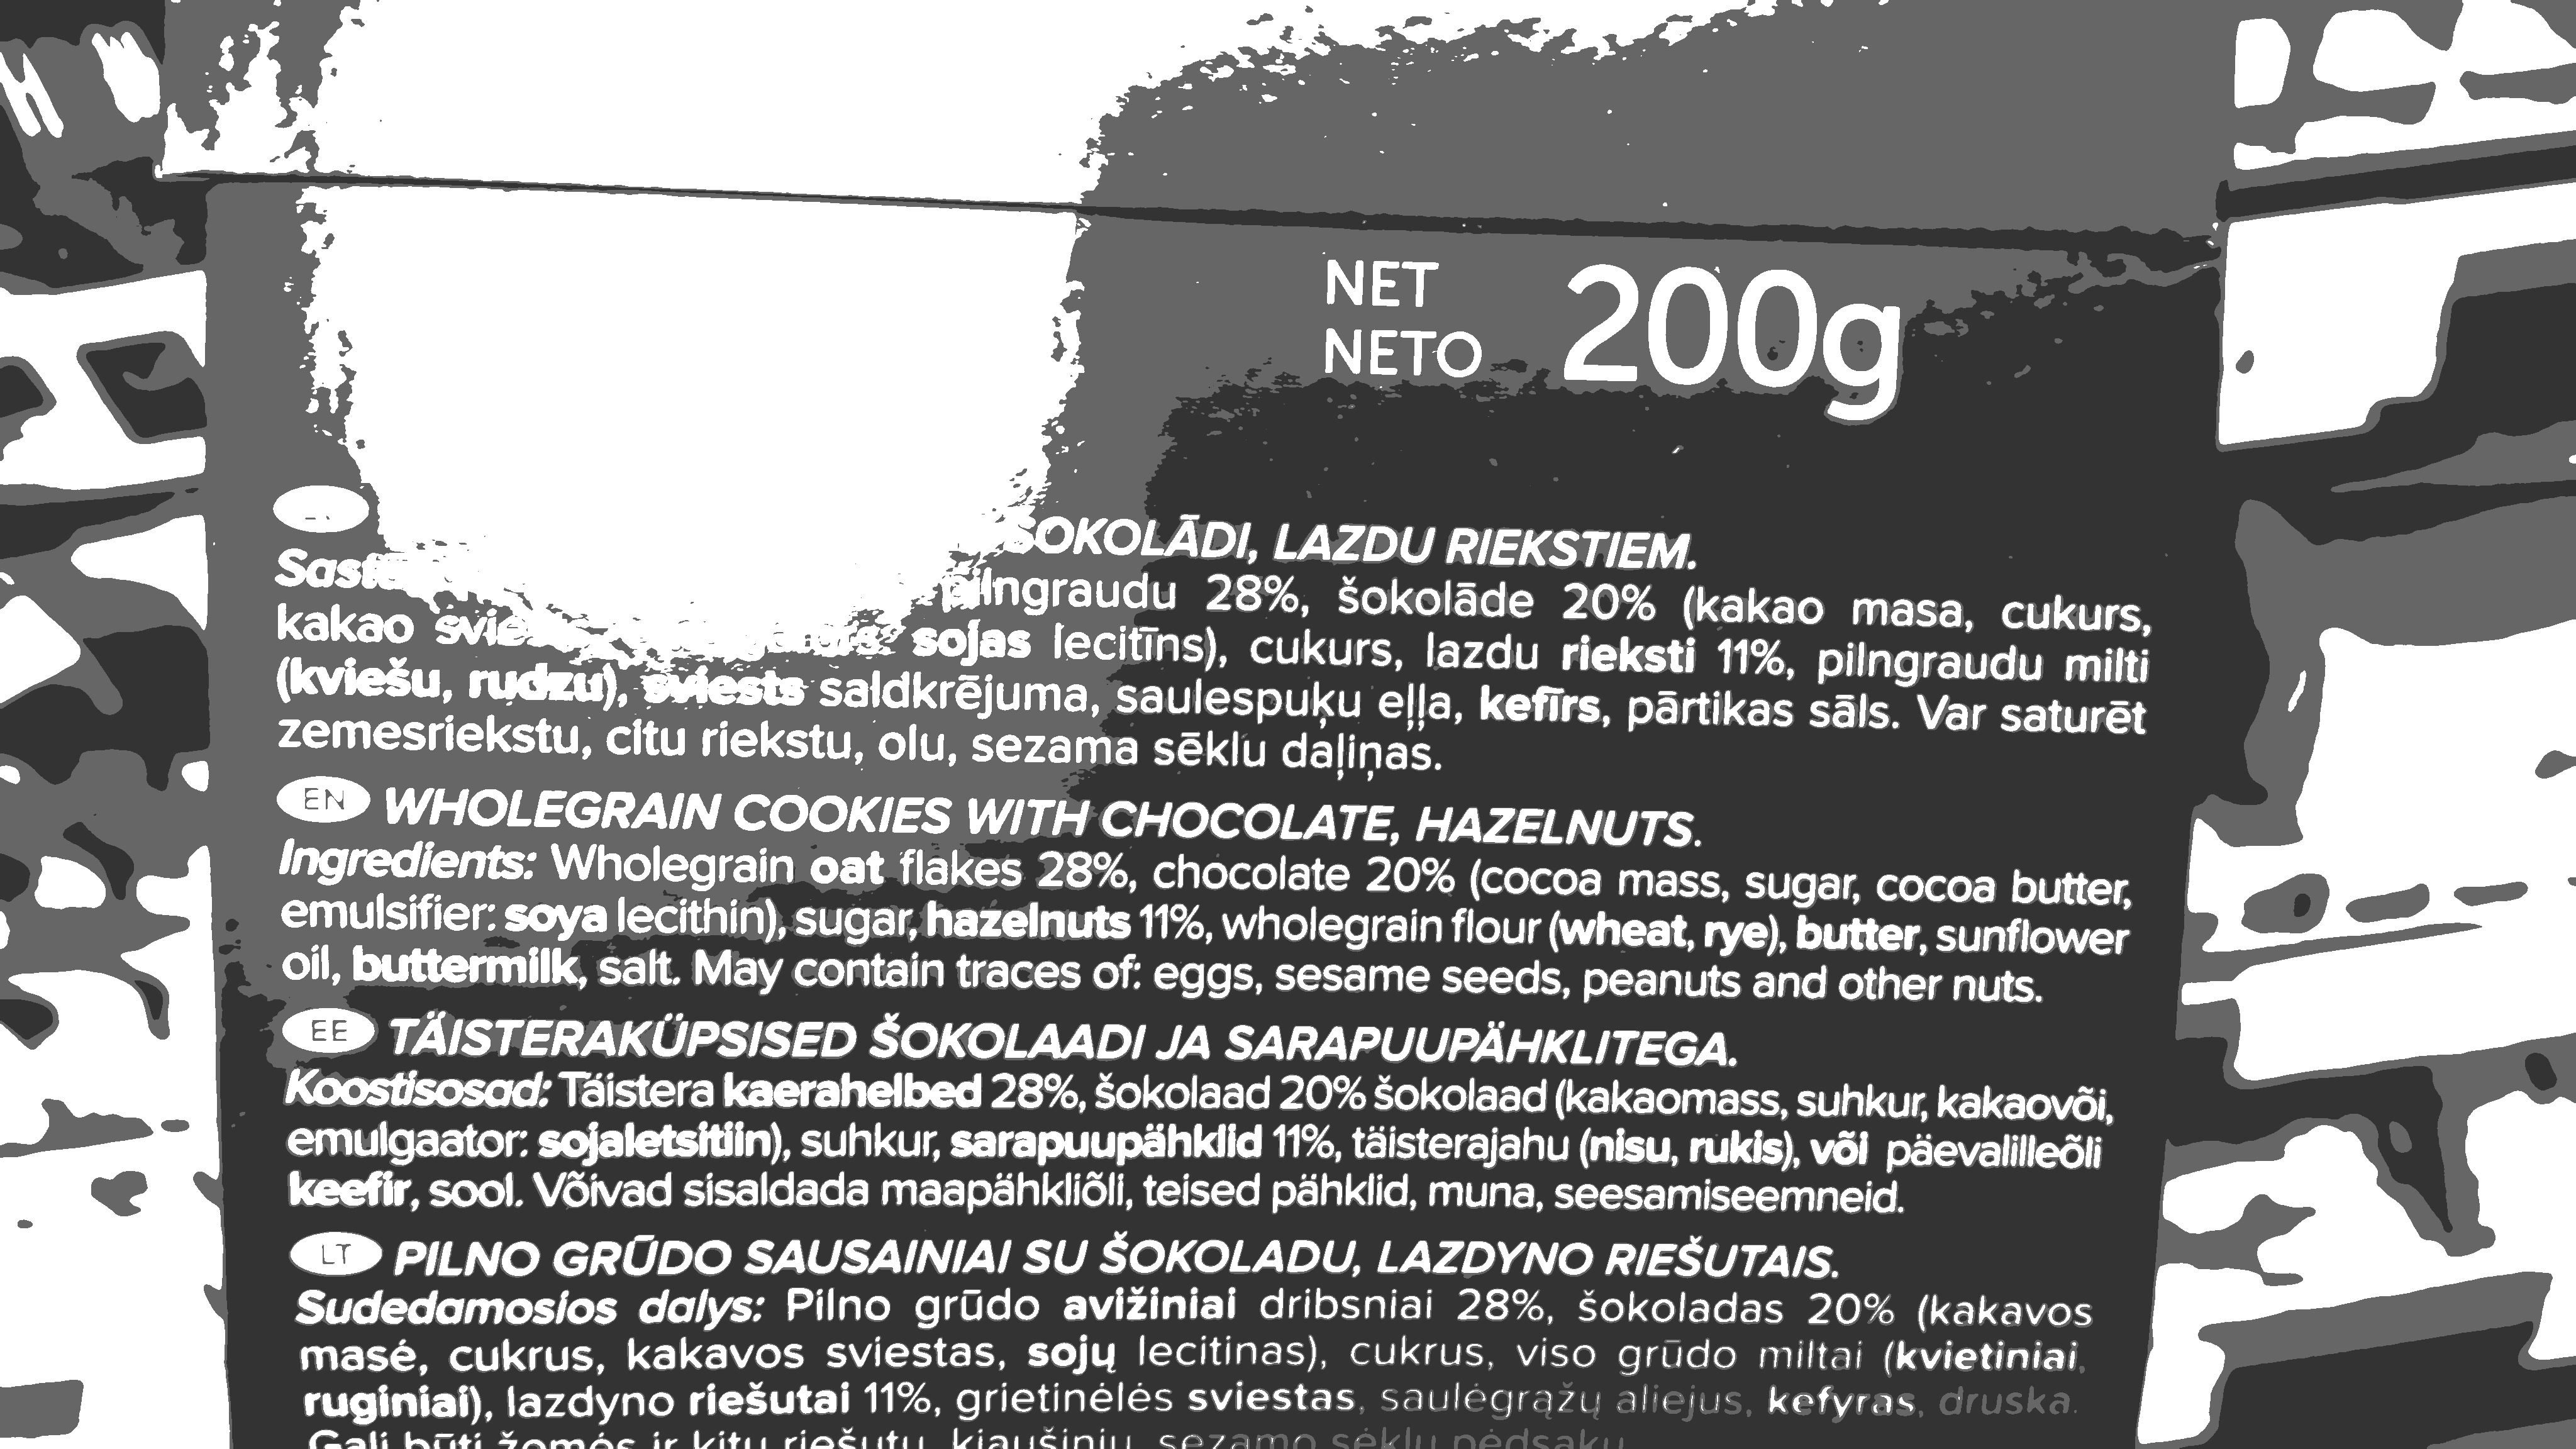 NET
NETO
200g
ŠOKOLĀDI, LAZDU RIEKSTIEM.
pilngraudu 28%, šokolāde 20% (kakao masa, cukurs,
kakao sojas lecitīns), cukurs, lazdu rieksti 11%, pilngraudu milti
(kviešu, rudzu), sviests saldkrējuma, saulespuķu eļļa, kefīrs, pārtikas sāls. Var saturēt
zemesriekstu, citu riekstu, olu, sezama sēklu daļiņas.
EN WHOLEGRAIN COOKIES WITH CHOCOLATE, HAZELNUTS.
Ingredients: Wholegrain oat flakes 28%, chocolate 20% (cocoa mass, sugar, cocoa butter,
emulsifier: soya lecithin), sugar, hazelnuts 11%, wholegrain flour (wheat, rye), butter, sunflower
oil, buttermilk, salt. May contain traces of: eggs, sesame seeds, peanuts and other nuts.
EE TÄISTERAKÜPSISED ŠOKOLAADI JA SARAPUUPÄHKLITEGA.
Koostisosad: Täistera kaerahelbed 28%, šokolaad 20% šokolaad (kakaomass, suhkur, kakaovõi,
emulgaator: sojaletsitiin), suhkur, sarapuupähklid 11%, täisterajahu (nisu, rukis), või päevalilleõli
keefir, sool. Võivad sisaldada maapähkliõli, teised pähklid, muna, seesamiseemneid.
LT PILNO GRŪDO SAUSAINIAI SU ŠOKOLADU, LAZDYNO RIEŠUTAIS.
Sudedamosios dalys: Pilno grūdo avižiniai dribsniai 28%, šokoladas 20% (kakavos
masė, cukrus, kakavos sviestas, sojų lecitinas), cukrus, viso grūdo miltai (kvietiniai,
ruginiai), lazdyno riešutai 11%, grietinėlės sviestas, saulėgrąžų aliejus, kefyras, druska.
Gali būti žemės ir kitų riešutų, kiaušinių, sezamo sėklų pėdsakų.